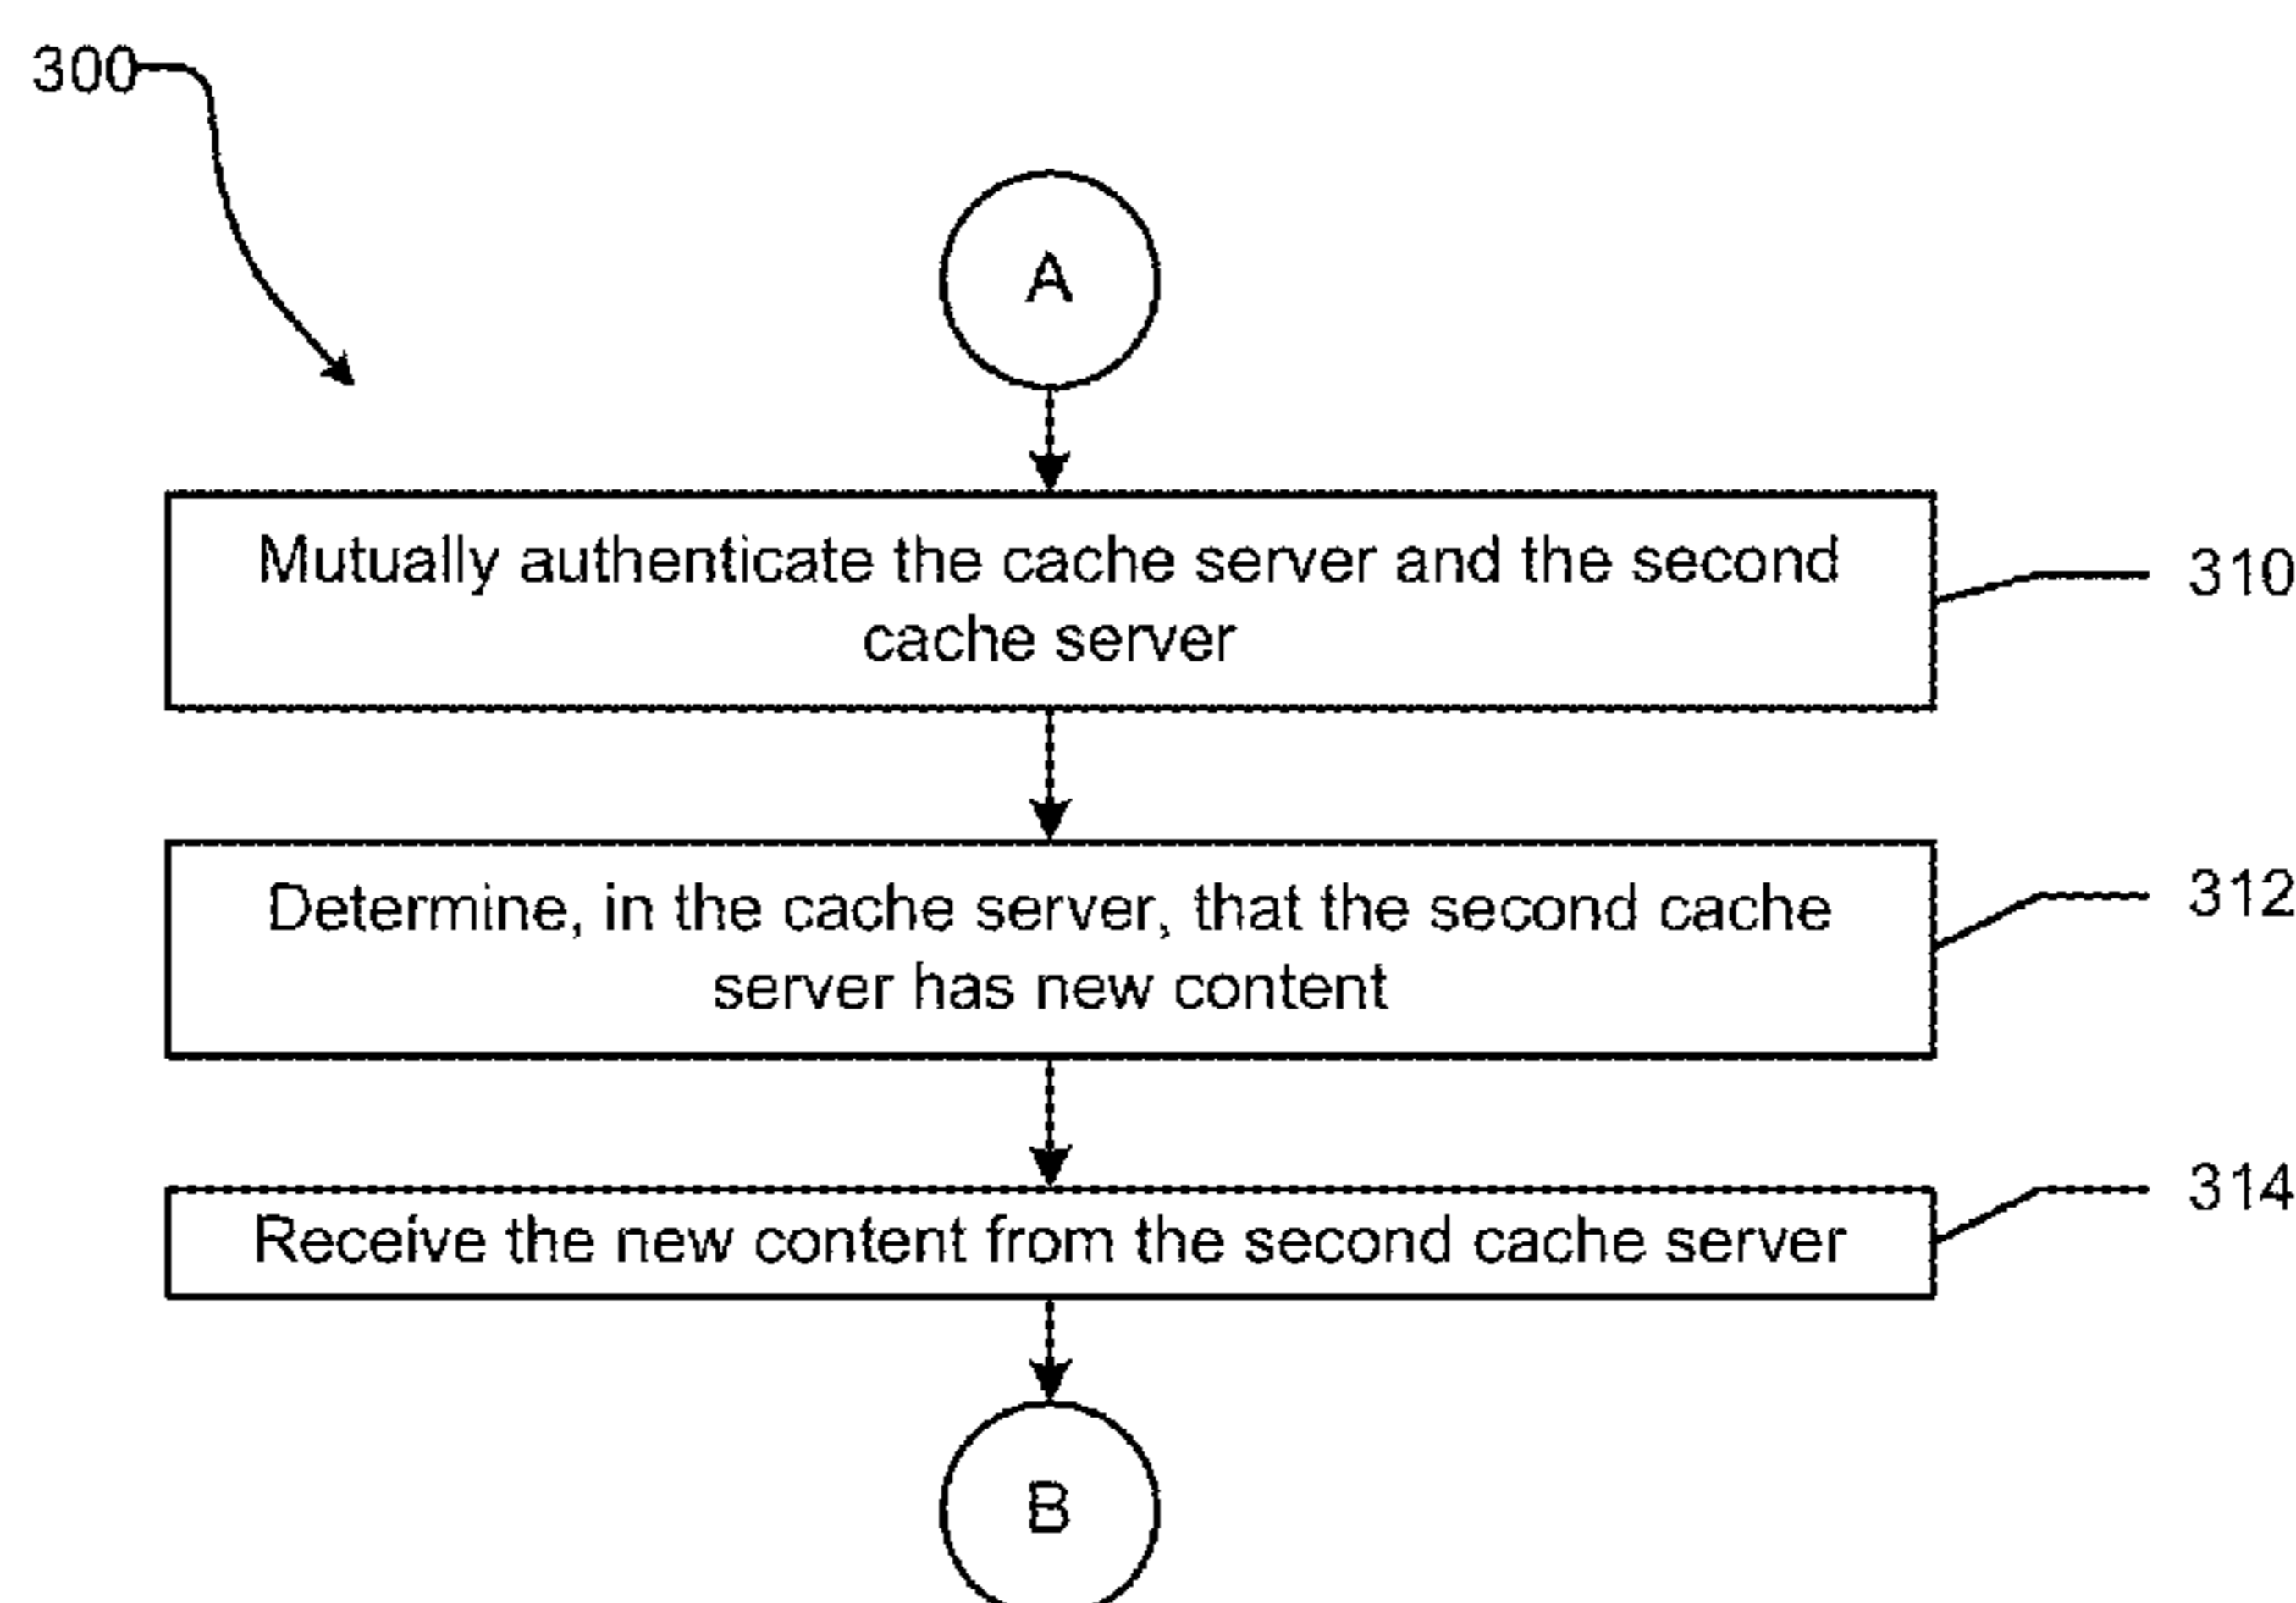 300
A
Mutually authenticate the cache server and the second
cache server
310
Determine, in the cache server, that the second cache
server has new content
312
Receive the new content from the second cache server
314
B